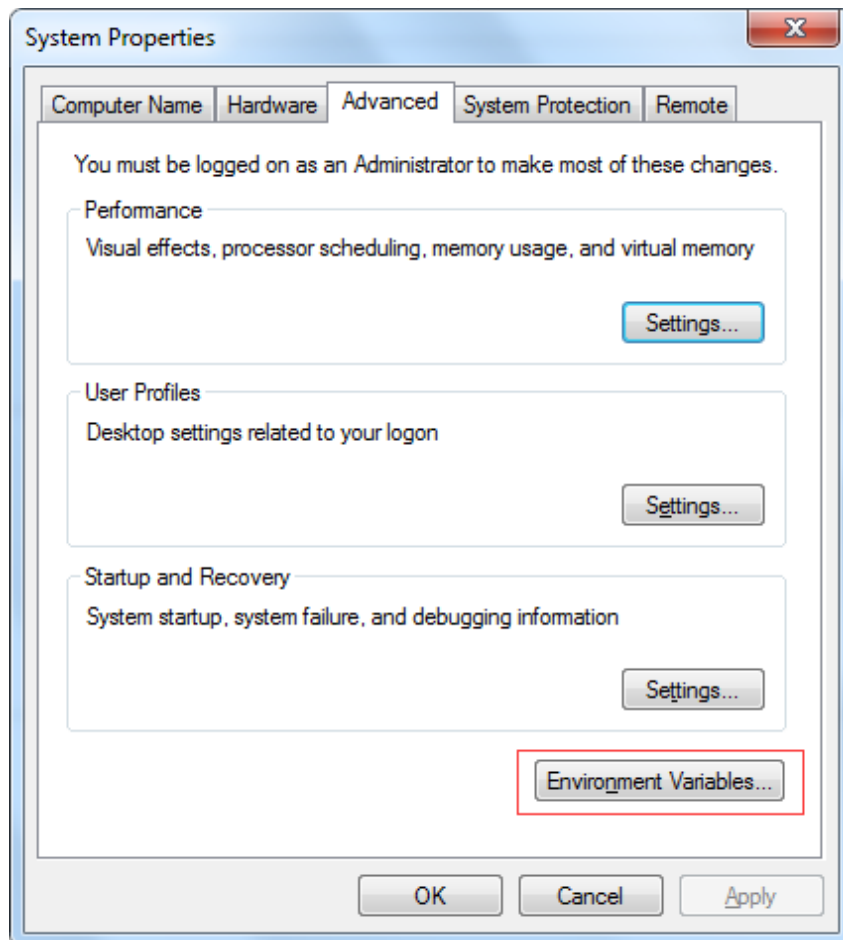 System Properties
Computer Name Hardware Advanced System Protection Remote
You must be logged on as an Administrator to make most of these changes.
Performance
Visual effects, processor scheduling, memory usage, and virtual memory
Settings...
User Profiles
Desktop settings related to your logon
Settings...
Startup and Recovery
System startup, system failure, and debugging information
Settings...
Environment Variables...
OK Cancel Apply